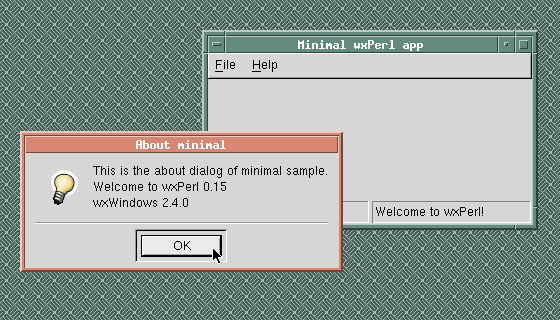 Minimal wxPerl app
File Help
About minimal
This is the about dialog of minimal sample.
Welcome to wxPerl 0.15
wxWindows 2.4.0
Welcome to wxPerl!
OK